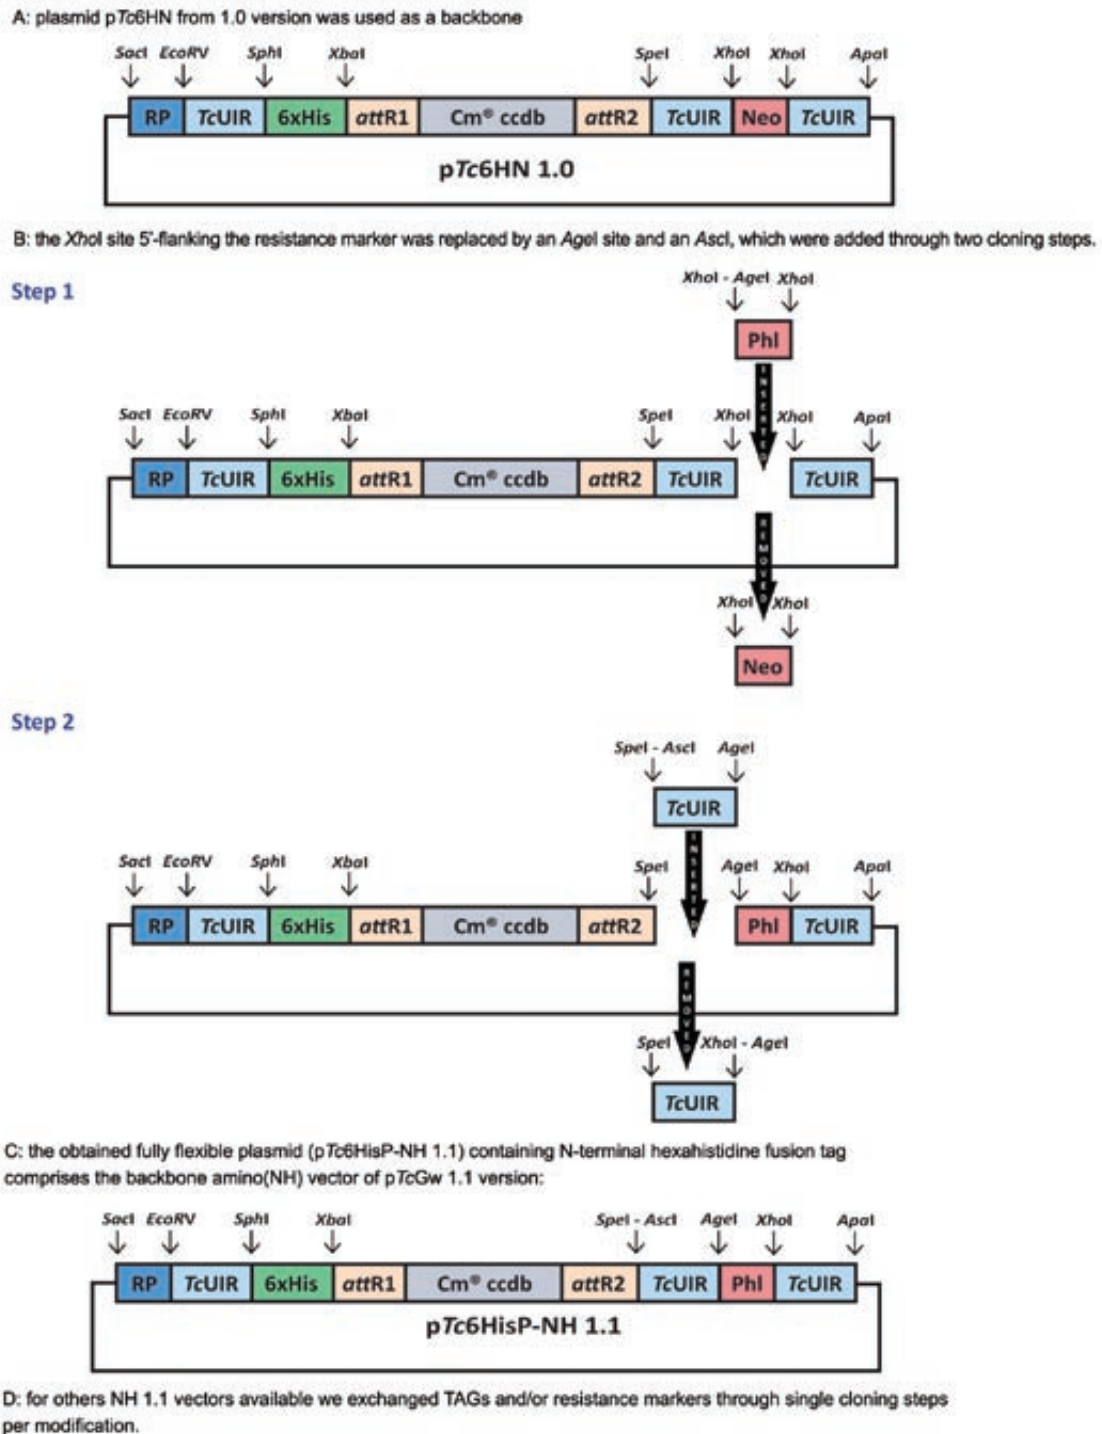 A: plasmid pTc6HN from 1.0 version was used as a backbone
SacI EcoRV SphI XbaI SpeI XhoI XhoI ApaI
RP TcUIR 6xHis attR1 Cm® ccdb attR2 TcUIR Neo TcUIR
pTc6HN 1.0
B: the XhoI site 5'-flanking the resistance marker was replaced by an AgeI site and an AscI, which were added through two cloning steps.
Step 1
XhoI - AgeI XhoI
Phl
INSERTED
SacI EcoRV SphI XbaI SpeI XhoI XhoI ApaI
RP TcUIR 6xHis attR1 Cm® ccdb attR2 TcUIR TcUIR
REMOVED
XhoI XhoI
Neo
Step 2
SpeI - AscI AgeI
TcUIR
INSERTED
SacI EcoRV SphI XbaI SpeI AgeI XhoI ApaI
RP TcUIR 6xHis attR1 Cm® ccdb attR2 Phl TcUIR
REMOVED
SpeI XhoI - AgeI
TcUIR
C: the obtained fully flexible plasmid (pTc6HisP-NH 1.1) containing N-terminal hexahistidine fusion tag
comprises the backbone amino(NH) vector of pTcGw 1.1 version:
SacI EcoRV SphI XbaI SpeI - AscI AgeI XhoI ApaI
RP TcUIR 6xHis attR1 Cm® ccdb attR2 TcUIR Phl TcUIR
pTc6HisP-NH 1.1
D: for others NH 1.1 vectors available we exchanged TAGs and/or resistance markers through single cloning steps
per modification.